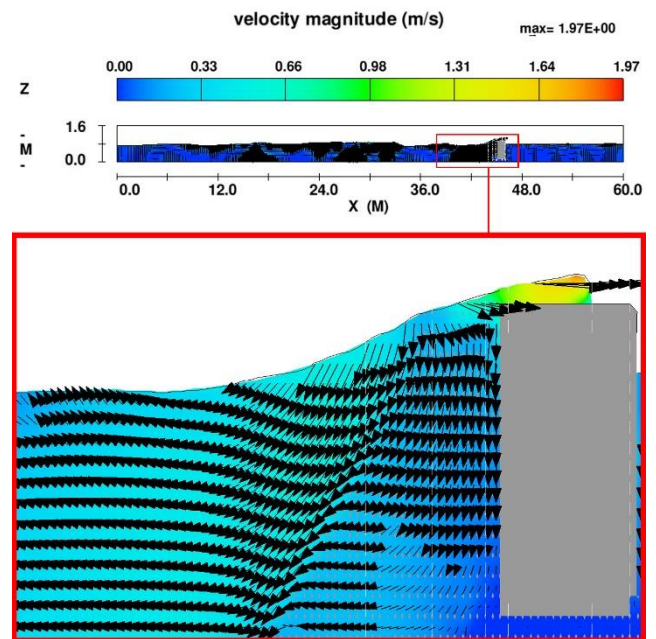 velocity magnitude (m/s)
max= 1.97E+00
0.00 0.33 0.66 0.98 1.31 1.64 1.97
Z
1.6
- M -
0.0
0.0 12.0 24.0 36.0 48.0 60.0
X (M)